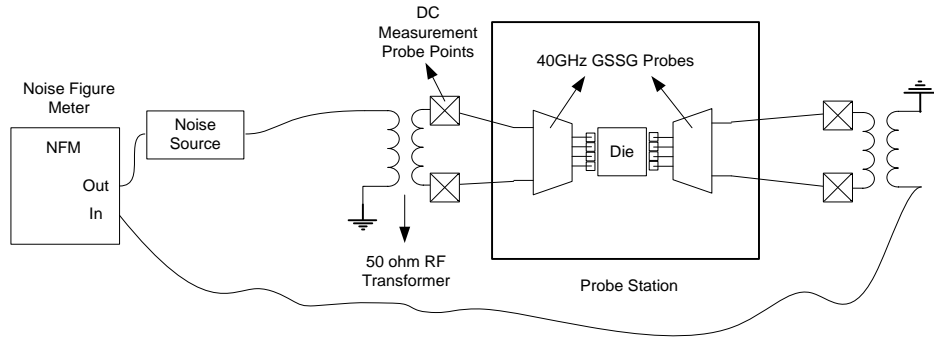 DC
Measurement
Probe Points
40GHz GSSG Probes
Noise Figure
Meter
NFM
Out
In
Noise
Source
Die
50 ohm RF
Transformer
Probe Station